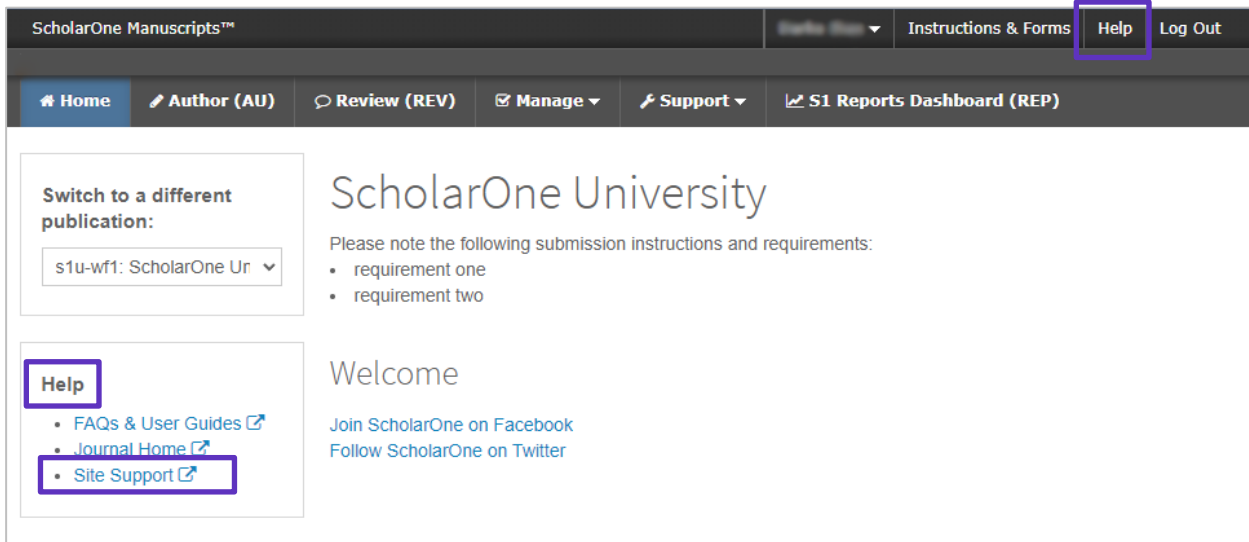 ScholarOne Manuscripts™ Instructions & Forms Help Log Out
Home Author (AU) Review (REV) Manage Support S1 Reports Dashboard (REP)
Switch to a different
publication:
s1u-wf1: ScholarOne Un
Help
FAQs & User Guides
Journal Home
Site Support
ScholarOne University
Please note the following submission instructions and requirements:
• requirement one
• requirement two
Welcome
Join ScholarOne on Facebook
Follow ScholarOne on Twitter